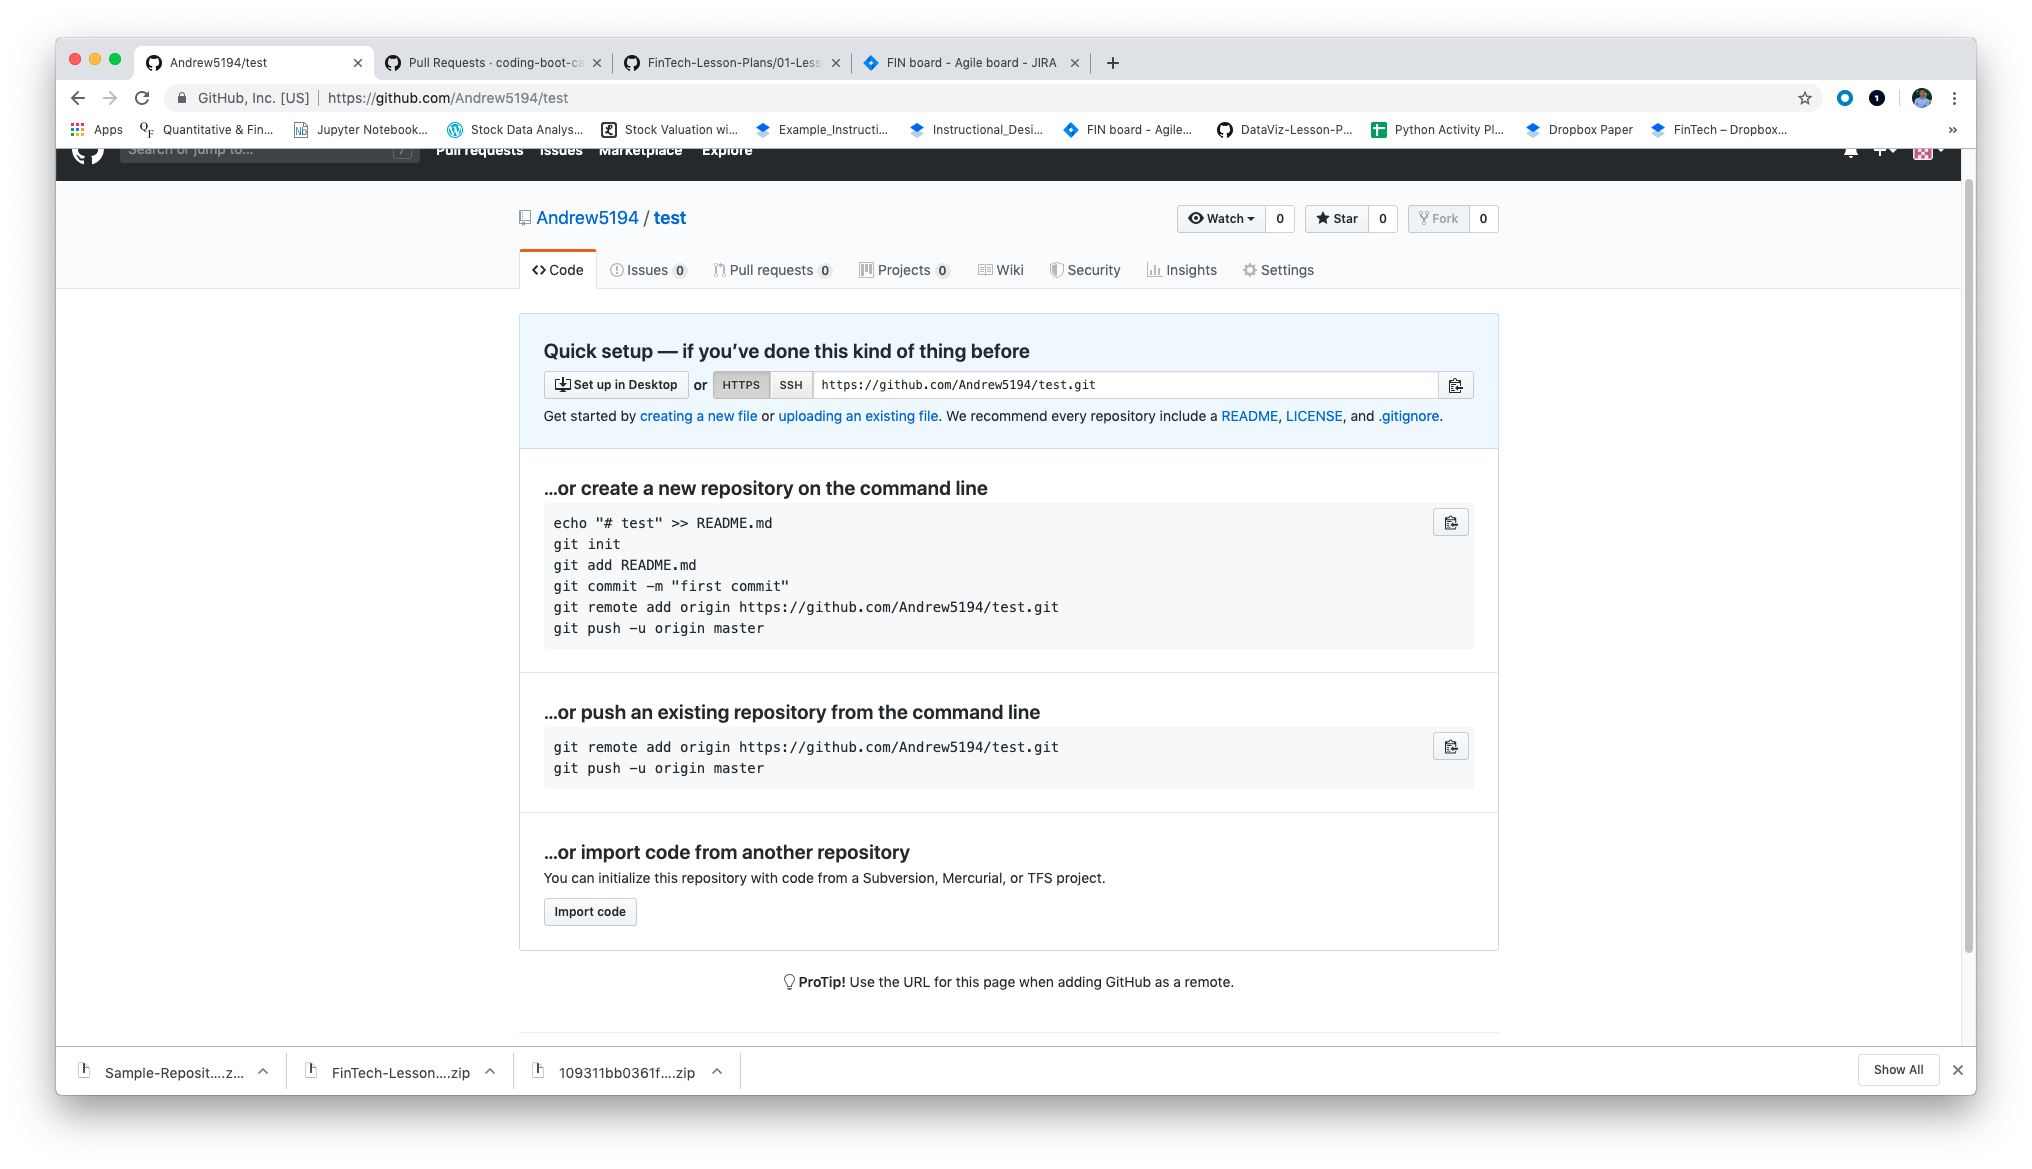 Andrew5194/test
Pull Requests · coding-boot-ca
FinTech-Lesson-Plans/01-Less
FIN board - Agile board - JIRA
GitHub, Inc. [US] | https://github.com/Andrew5194/test
Apps
Quantitative & Fin...
Jupyter Notebook...
Stock Data Analys...
Stock Valuation wi...
Example_Instructi...
Instructional_Desi...
FIN board - Agile...
DataViz-Lesson-P...
Python Activity Pl...
Dropbox Paper
FinTech – Dropbox...
»
Search or jump to...
/
Pull requests
Issues
Marketplace
Explore
Andrew5194 / test
Watch 0
Star 0
Fork 0
Code
Issues 0
Pull requests 0
Projects 0
Wiki
Security
Insights
Settings
Quick setup — if you’ve done this kind of thing before
Set up in Desktop or HTTPS SSH https://github.com/Andrew5194/test.git
Get started by creating a new file or uploading an existing file. We recommend every repository include a README, LICENSE, and .gitignore.
…or create a new repository on the command line
echo "# test" >> README.md
git init
git add README.md
git commit -m "first commit"
git remote add origin https://github.com/Andrew5194/test.git
git push -u origin master
…or push an existing repository from the command line
git remote add origin https://github.com/Andrew5194/test.git
git push -u origin master
…or import code from another repository
You can initialize this repository with code from a Subversion, Mercurial, or TFS project.
Import code
ProTip! Use the URL for this page when adding GitHub as a remote.
Sample-Reposit....z...
FinTech-Lesson....zip
109311bb0361f....zip
Show All